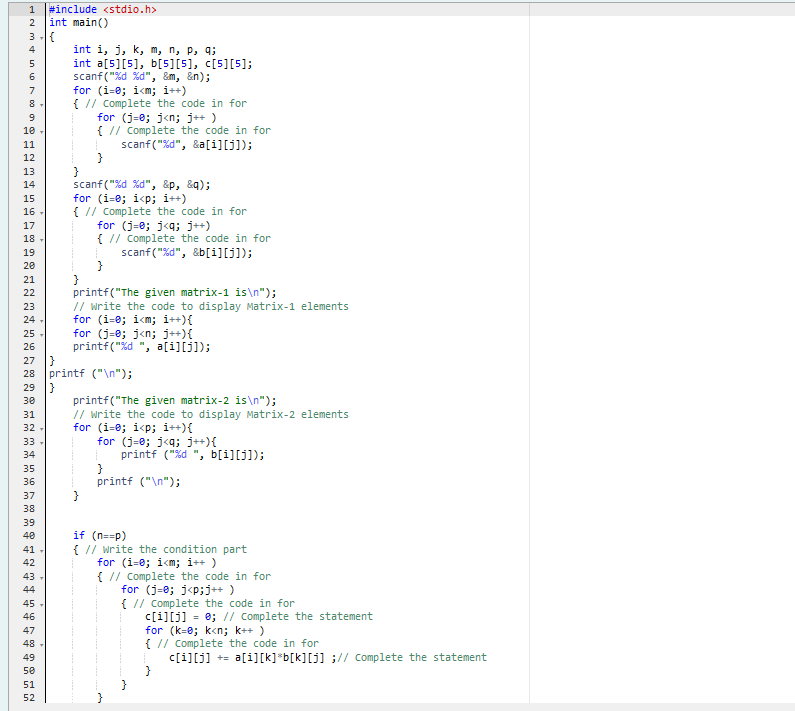 1 #include <stdio.h>
2 int main()
3 {
4 int i, j, k, m, n, p, q;
5 int a[5][5], b[5][5], c[5][5];
6 scanf("%d %d", &m, &n);
7 for (i=0; i<m; i++)
8 { // Complete the code in for
9 for (j=0; j<n; j++ )
10 { // Complete the code in for
11 scanf("%d", &a[i][j]);
12 }
13 }
14 scanf("%d %d", &p, &q);
15 for (i=0; i<p; i++)
16 { // Complete the code in for
17 for (j=0; j<q; j++)
18 { // Complete the code in for
19 scanf("%d", &b[i][j]);
20 }
21 }
22 printf("The given matrix-1 is\n");
23 // Write the code to display Matrix-1 elements
24 for (i=0; i<m; i++){
25 for (j=0; j<n; j++){
26 printf("%d ", a[i][j]);
27 }
28 printf ("\n");
29 }
30 printf("The given matrix-2 is\n");
31 // Write the code to display Matrix-2 elements
32 for (i=0; i<p; i++){
33 for (j=0; j<q; j++){
34 printf ("%d ", b[i][j]);
35 }
36 printf ("\n");
37 }
38
39
40 if (n==p)
41 { // Write the condition part
42 for (i=0; i<m; i++ )
43 { // Complete the code in for
44 for (j=0; j<p;j++ )
45 { // Complete the code in for
46 c[i][j] = 0; // Complete the statement
47 for (k=0; k<n; k++ )
48 { // Complete the code in for
49 c[i][j] += a[i][k]*b[k][j] ;// Complete the statement
50 }
51 }
52 }